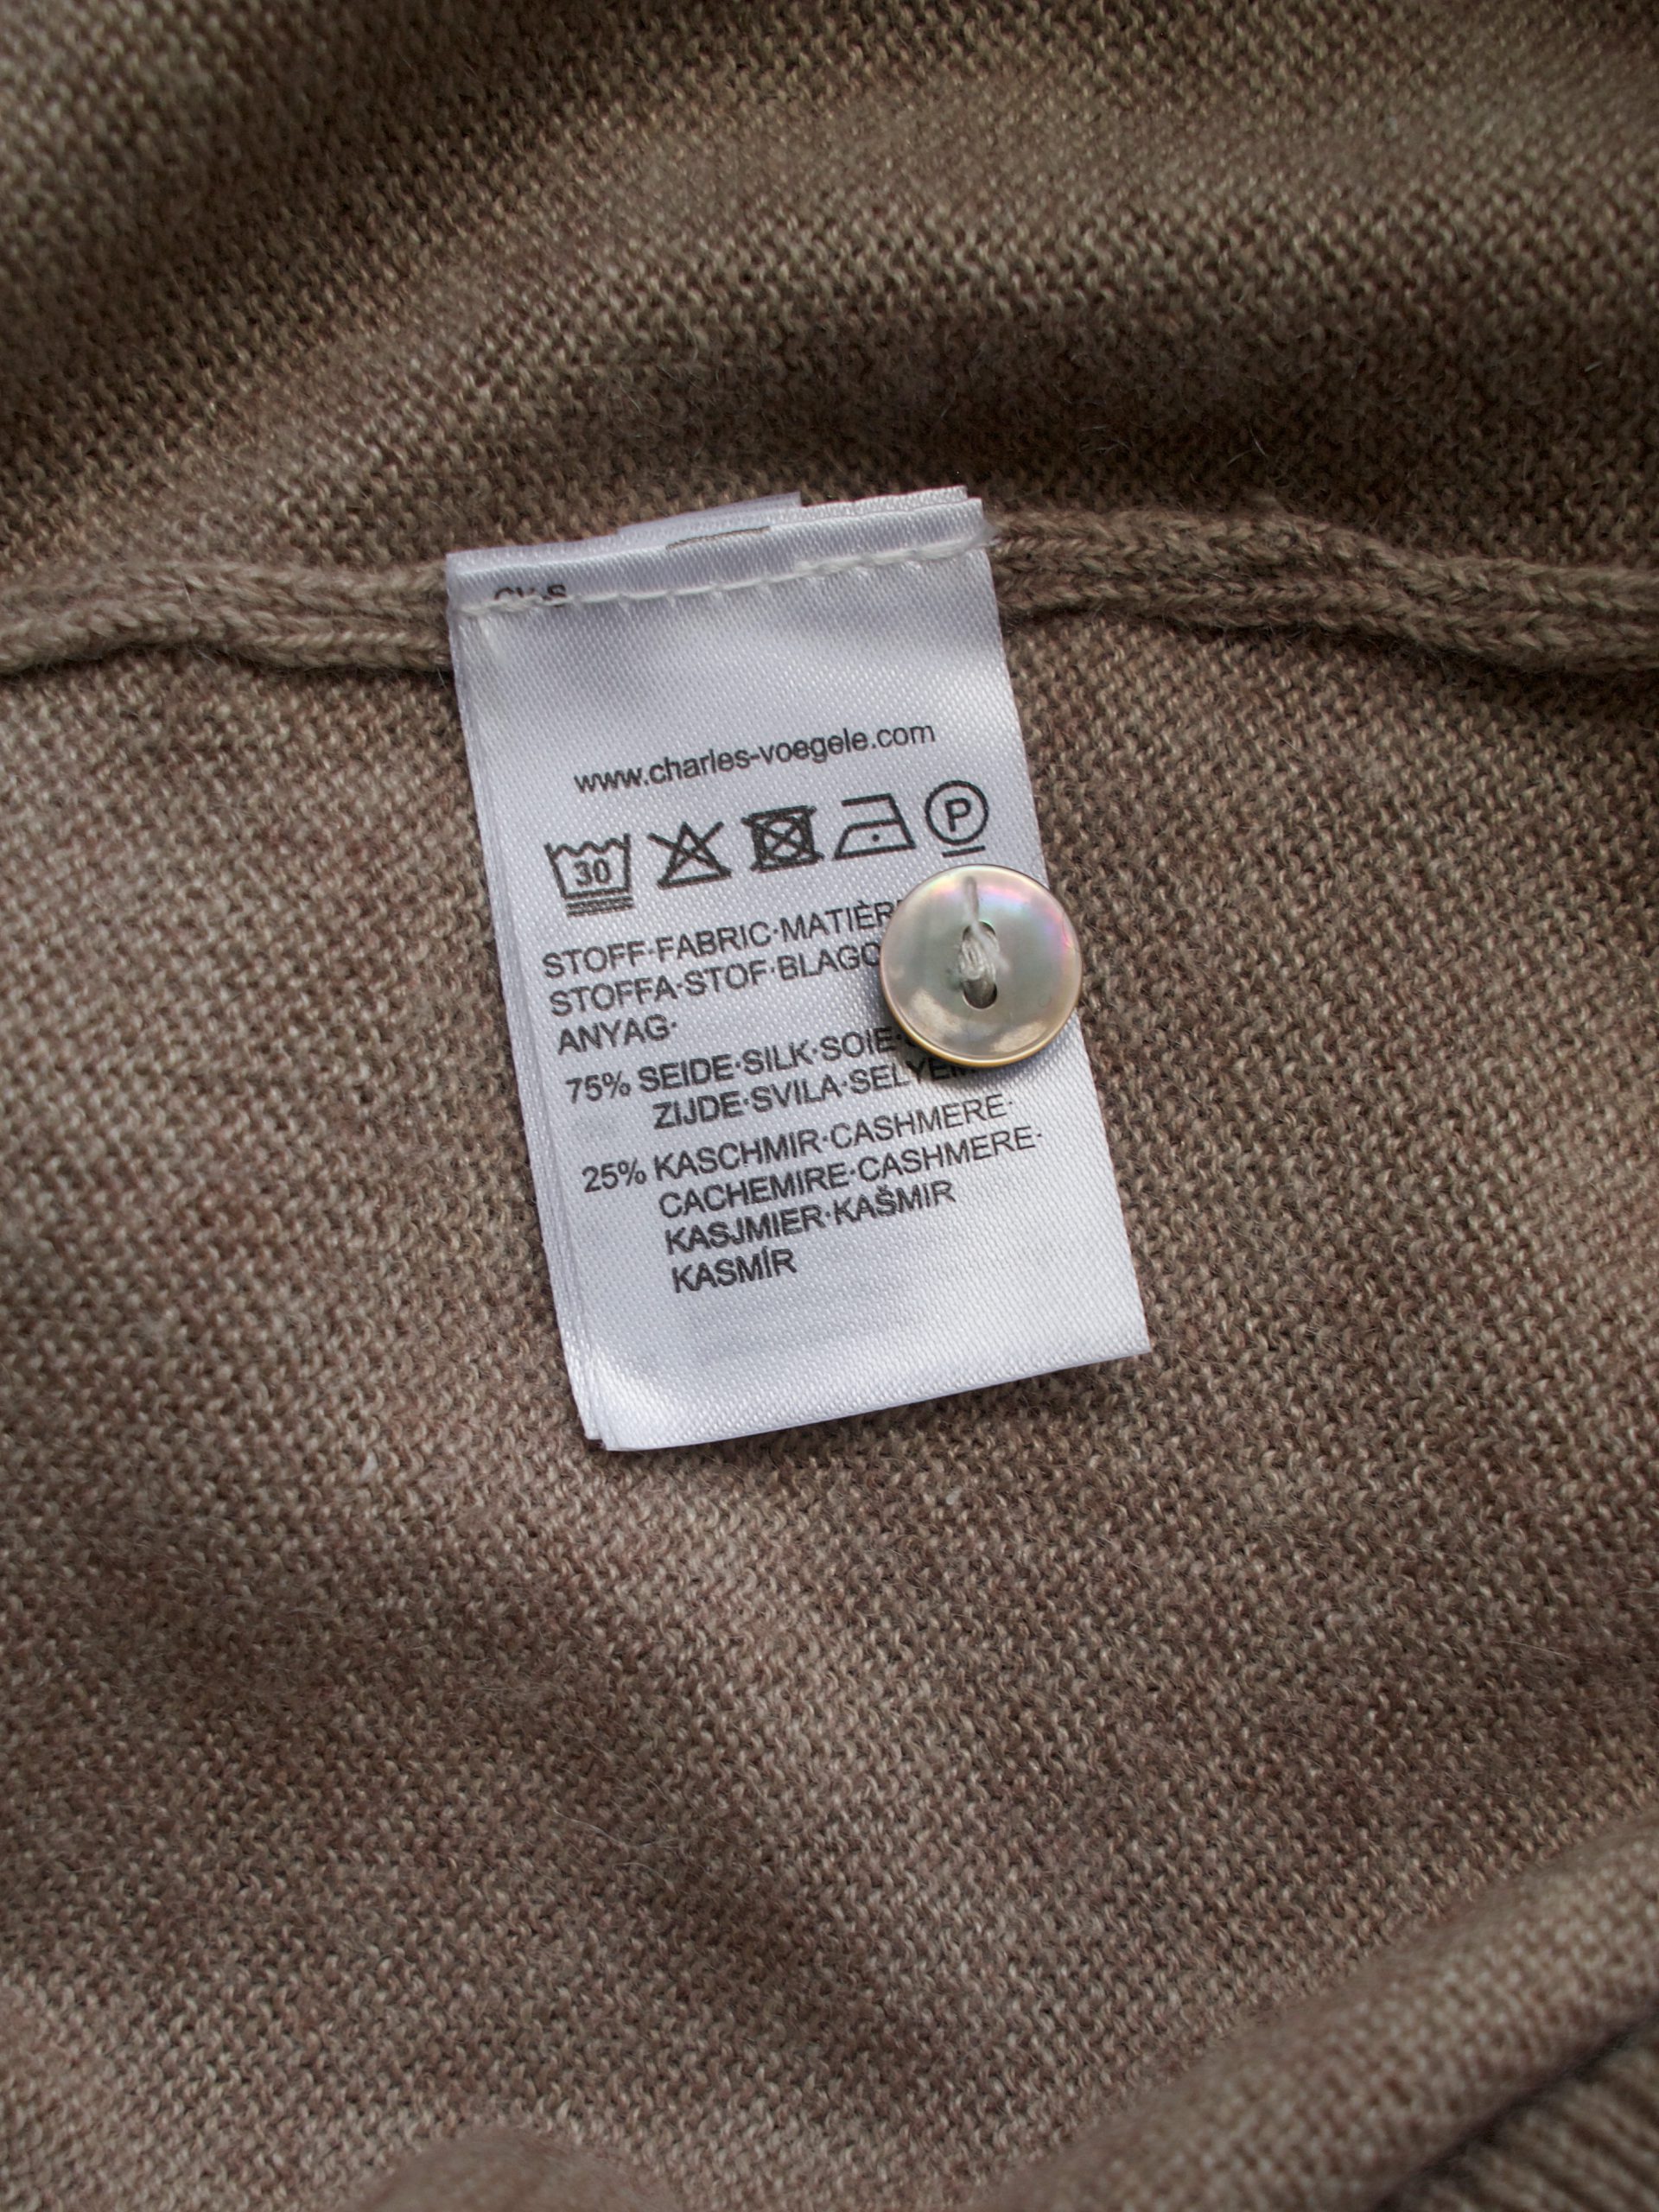 www.charles-voegele.com
30
P
STOFF·FABRIC·MATIÈR
STOFFA·STOF·BLAGO
ANYAG·
75% SEIDE·SILK·SOIE·
ZIJDE·SVILA·SELYEM
25% KASCHMIR·CASHMERE·
CACHEMIRE·CASHMERE·
KASJMIER·KAŠMIR
KASMÍR